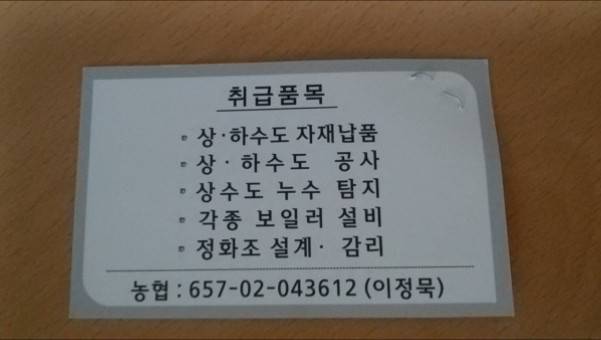 취급품목
▫ 상·하수도 자재납품
▫ 상· 하수도 공사
▫ 상수도 누수 탐지
▫ 각종 보일러 설비
▫ 정화조 설계· 감리
농협 : 657-02-043612 (이정묵)